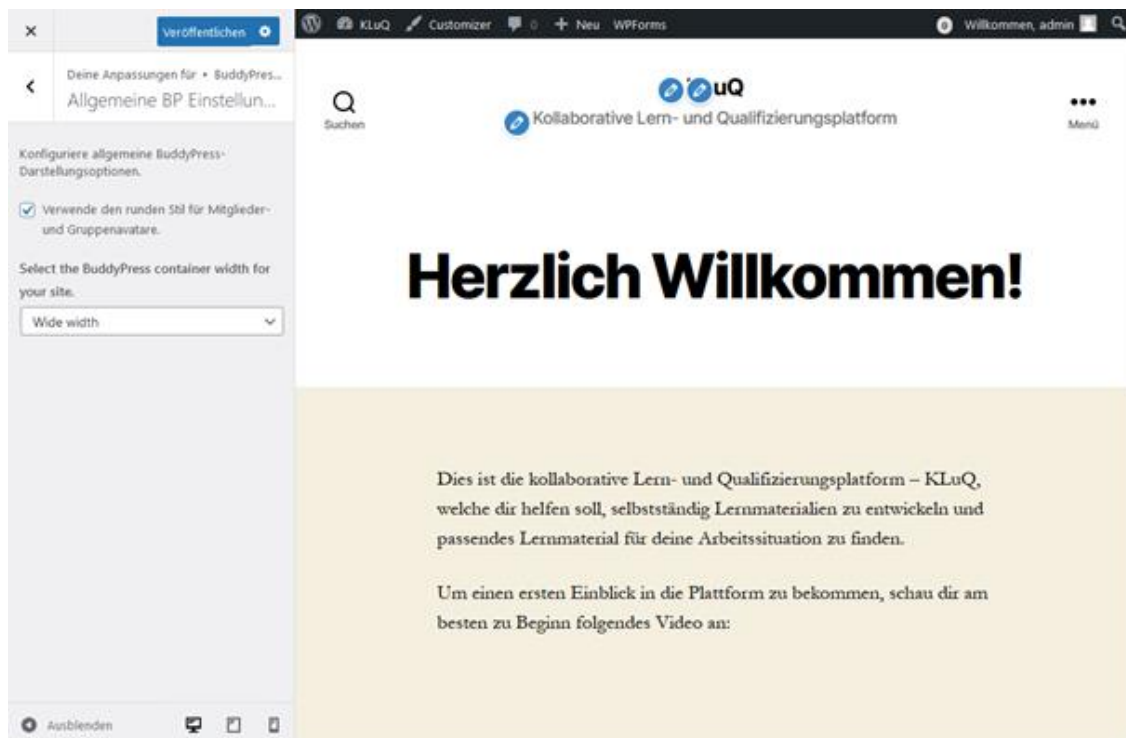 Veröffentlichen
KLuQ Customizer 0 Neu WPForms
Willkommen, admin
Deine Anpassungen für • BuddyPres...
Allgemeine BP Einstellun...
Konfiguriere allgemeine BuddyPress-
Darstellungsoptionen.
Verwende den runden Stil für Mitglieder-
und Gruppenavatare.
Select the BuddyPress container width for
your site.
Wide width
Ausblenden
Suchen
uQ
Kollaborative Lern- und Qualifizierungsplatform
Menü
Herzlich Willkommen!
Dies ist die kollaborative Lern- und Qualifizierungsplatform – KLuQ,
welche dir helfen soll, selbstständig Lernmaterialien zu entwickeln und
passendes Lernmaterial für deine Arbeitssituation zu finden.
Um einen ersten Einblick in die Plattform zu bekommen, schau dir am
besten zu Beginn folgendes Video an: